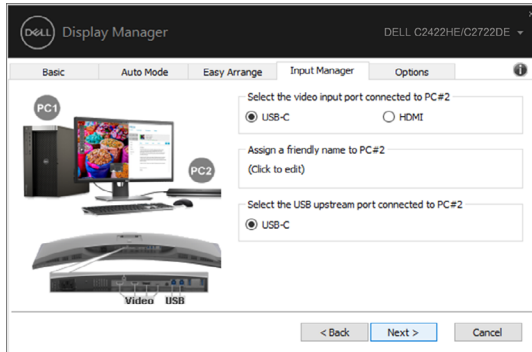 DELL Display Manager
DELL C2422HE/C2722DE
Basic
Auto Mode
Easy Arrange
Input Manager
Options
PC1
PC2
Video USB
Select the video input port connected to PC#2
USB-C
HDMI
Assign a friendly name to PC#2
(Click to edit)
Select the USB upstream port connected to PC#2
USB-C
< Back
Next >
Cancel